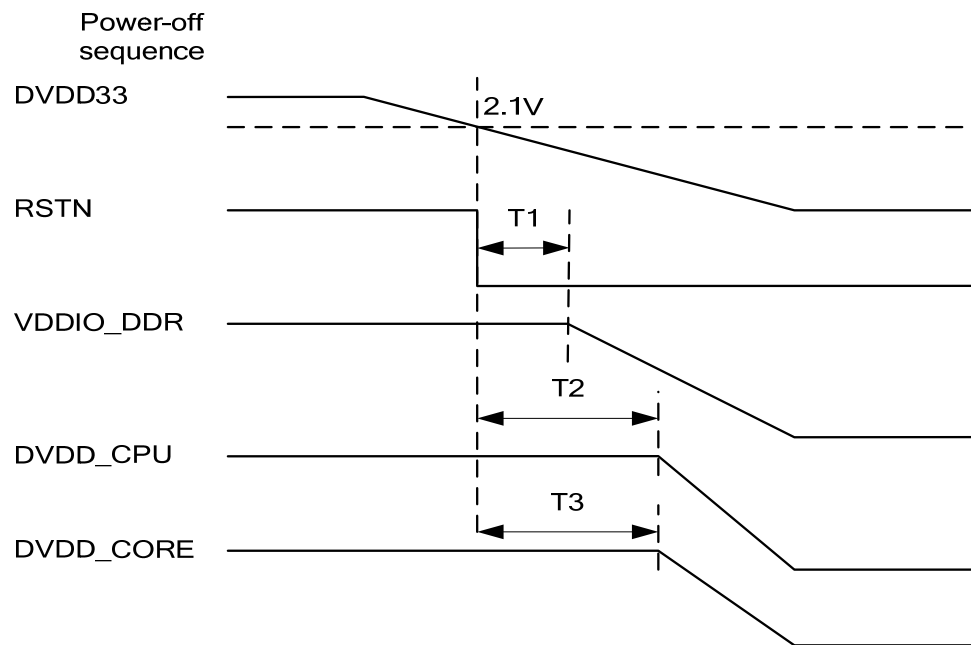 Power-off
sequence
DVDD33
2.1V
RSTN
T1
VDDIO_DDR
T2
DVDD_CPU
T3
DVDD_CORE